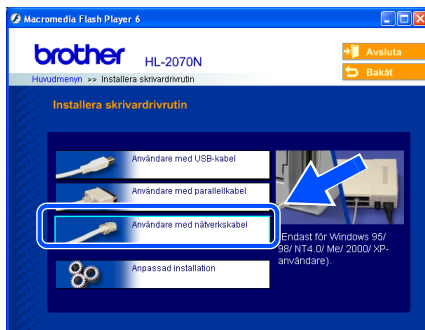 Macromedia Flash Player 6
brother
HL-2070N
Avsluta
Bakåt
Huvudmenyn >> Installera skrivardrivrutin
Installera skrivardrivrutin
Användare med USB-kabel
Användare med parallellkabel
Användare med nätverkskabel
Anpassad installation
(Endast för Windows 95/
98/ NT4.0/ Me/ 2000/ XP-
användare).